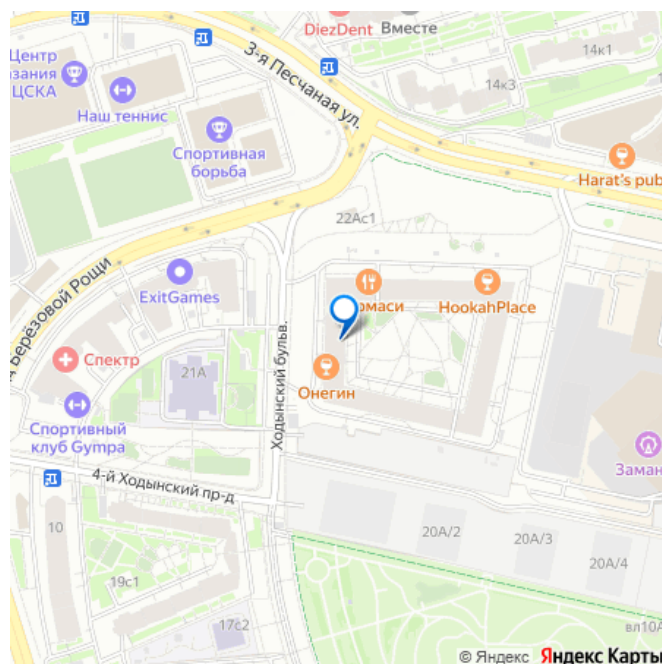 DiezDent
Вместе
14к1
Центр
азания
ЦСКА
3-я Песчаная ул.
14к3
Наш теннис
Спортивная
борьба
Harat's pub
22Ас1
Берёзовой Рощи
ExitGames
омаси
HookahPlace
Ходынский бульв.
Спектр
21А
Онегин
Спортивный
клуб Gympa
Заман
4-й Ходынский пр-д
10
20А/2
20А/3
20А/4
19с1
17с2
вл10А
© Яндекс Яндекс Карты